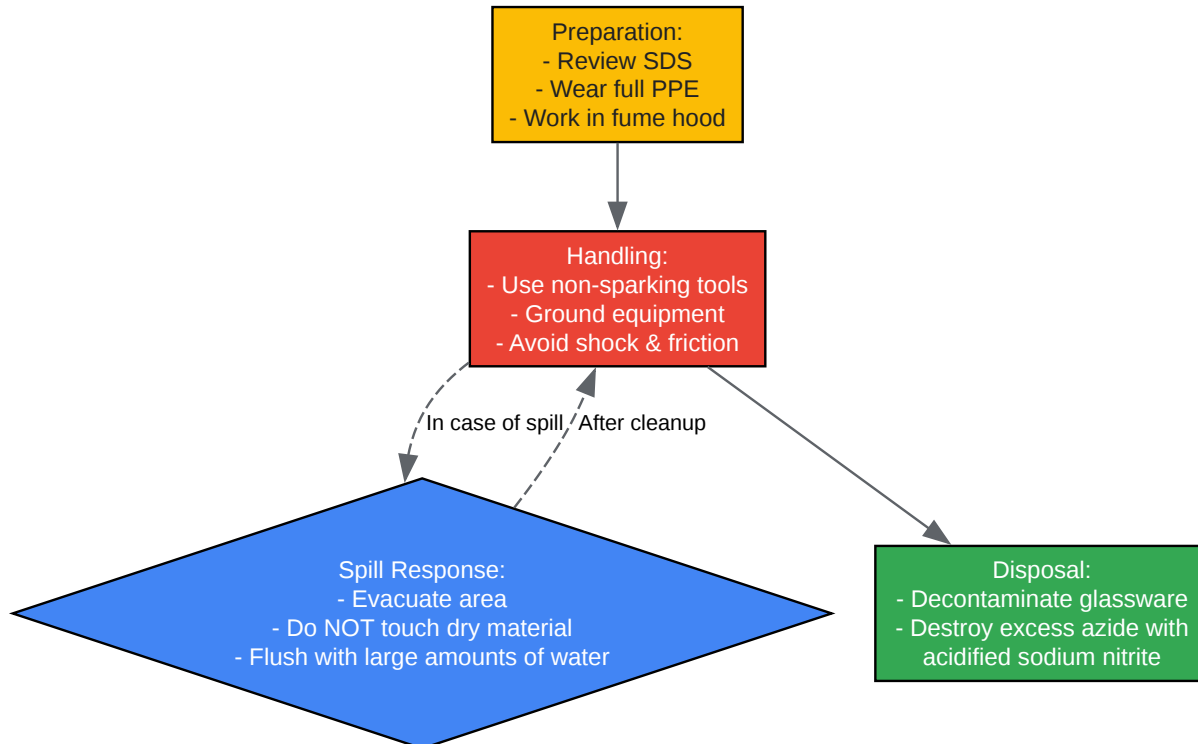 Preparation:
- Review SDS
- Wear full PPE
- Work in fume hood
Handling:
- Use non-sparking tools
- Ground equipment
- Avoid shock & friction
In case of spill
After cleanup
Spill Response:
- Evacuate area
- Do NOT touch dry material
- Flush with large amounts of water
Disposal:
- Decontaminate glassware
- Destroy excess azide with
acidified sodium nitrite